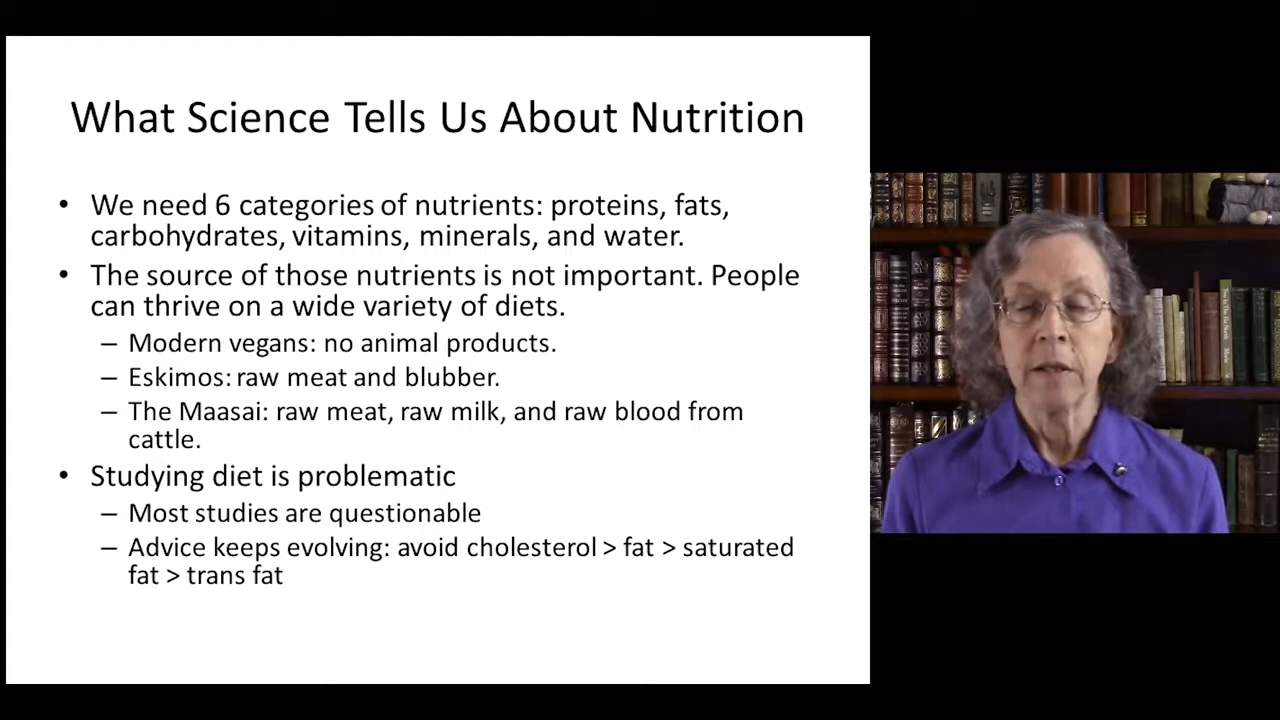 What Science Tells Us About Nutrition
• We need 6 categories of nutrients: proteins, fats,
carbohydrates, vitamins, minerals, and water.
• The source of those nutrients is not important. People
can thrive on a wide variety of diets.
– Modern vegans: no animal products.
– Eskimos: raw meat and blubber.
– The Maasai: raw meat, raw milk, and raw blood from
cattle.
• Studying diet is problematic
– Most studies are questionable
– Advice keeps evolving: avoid cholesterol > fat > saturated
fat > trans fat